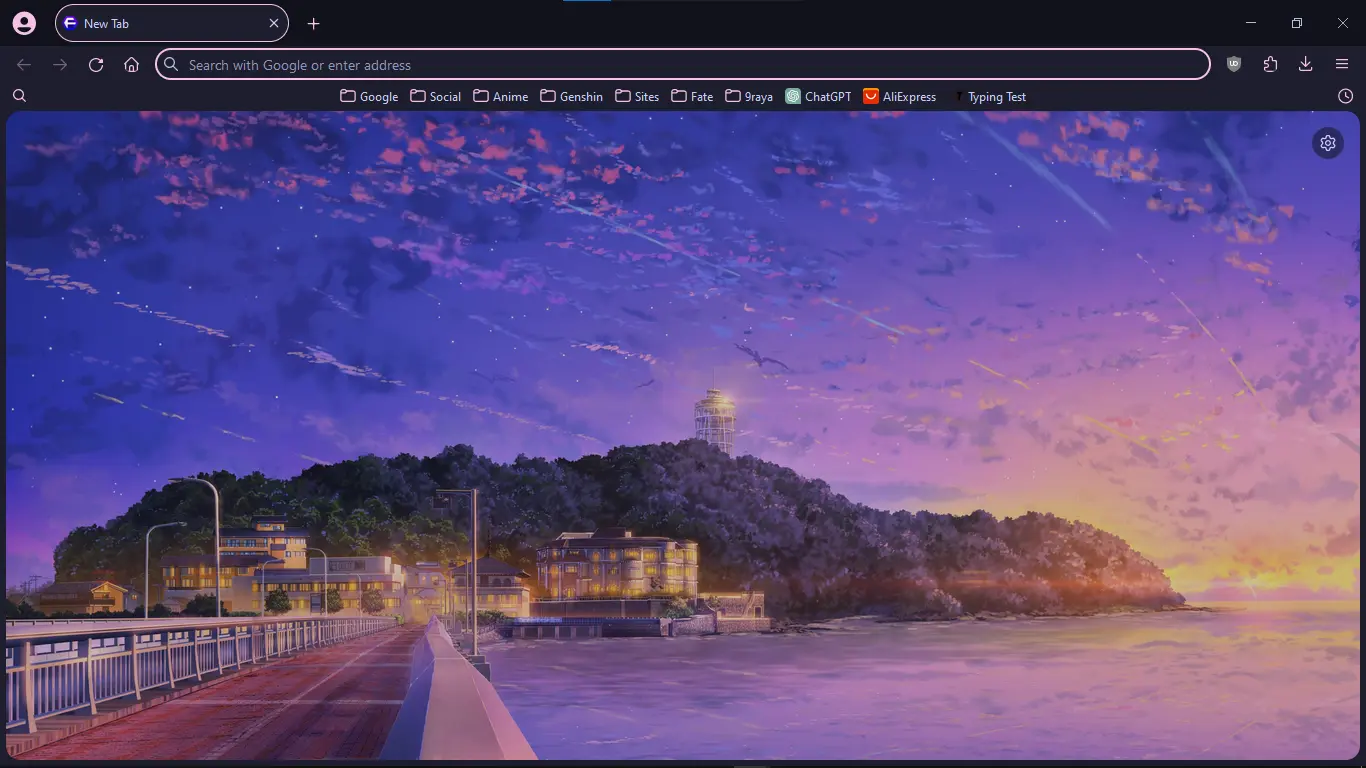 New Tab
Search with Google or enter address
Google Social Anime Genshin Sites Fate 9raya ChatGPT AliExpress Typing Test